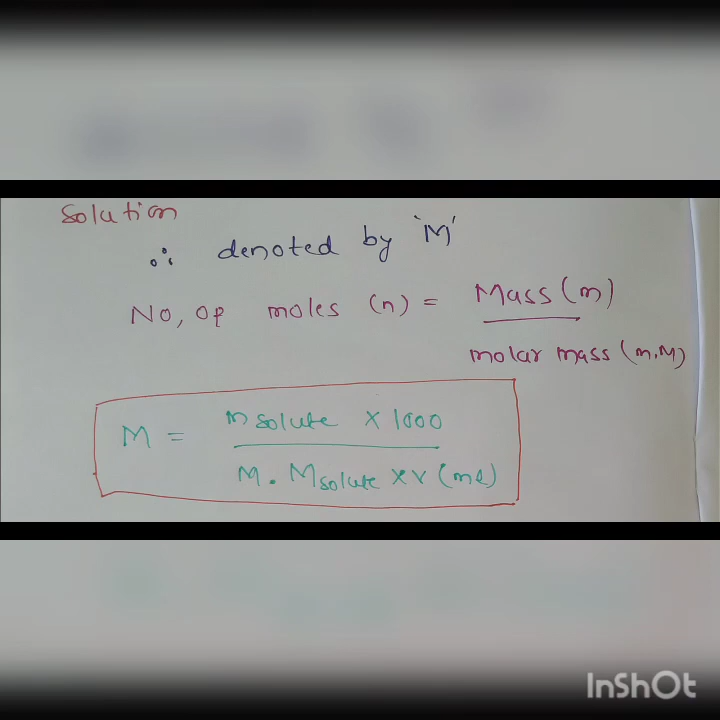 Solution
∴ denoted by 'M'
No, of moles (n) = Mass (m)
molar mass (m.M)
M = m solute × 1000
M . M solute × v (ml)
InShOt